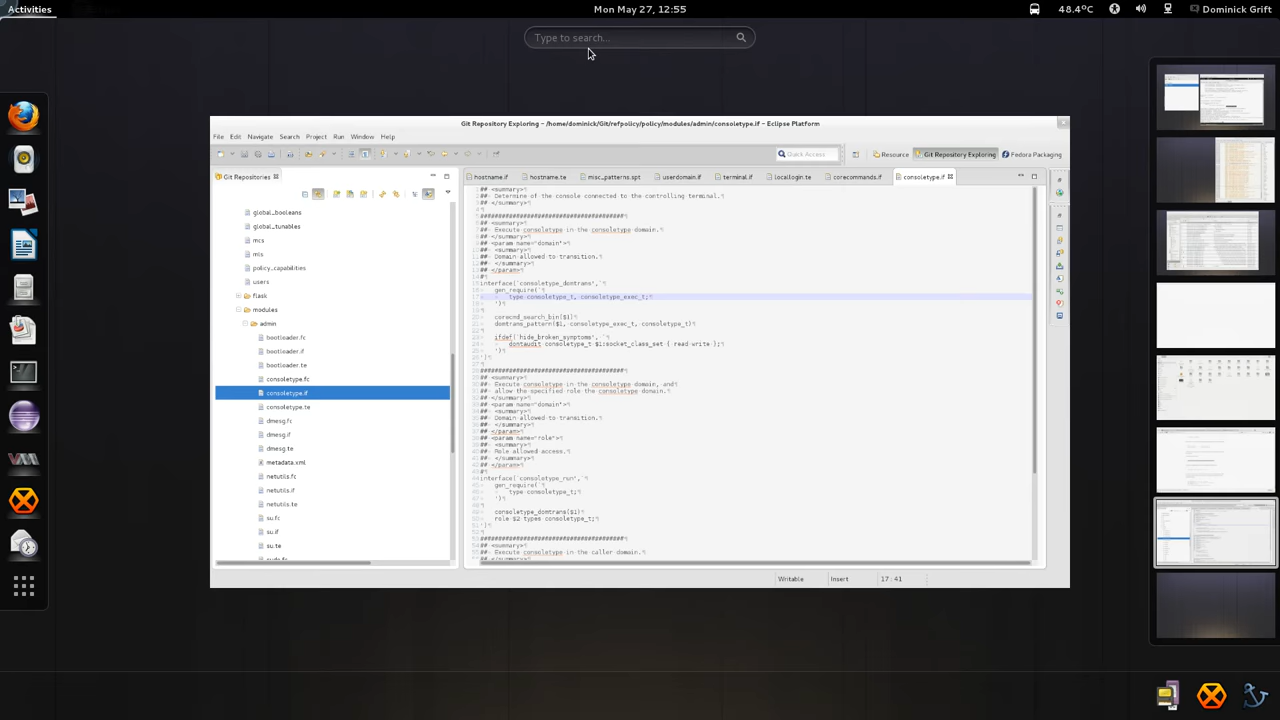 Activities
Mon May 27, 12:55
48.4°C
Dominick Grift
Type to search...
Git Repository Exploring - /home/dominick/Git/refpolicy/policy/modules/admin/consoletype.if - Eclipse Platform
File Edit Navigate Search Project Run Window Help
Quick Access
Resource
Git Repository Exploring
Fedora Packaging
Git Repositories
global_booleans
global_tunables
mcs
mls
policy_capabilities
users
flask
modules
admin
bootloader.fc
bootloader.if
bootloader.te
consoletype.fc
consoletype.if
consoletype.te
dmesg.fc
dmesg.if
dmesg.te
metadata.xml
netutils.fc
netutils.if
netutils.te
su.fc
su.if
su.te
hostname.if
hostname.te
misc_patterns.spt
userdomain.if
terminal.if
locallogin.te
corecommands.if
consoletype.if
## <summary>
## Determine of the console connected to the controlling terminal.
## </summary>
########################################
## <summary>
## Execute consoletype in the consoletype domain.
## </summary>
## <param name="domain">
## <summary>
## Domain allowed to transition.
## </summary>
## </param>
#
interface(`consoletype_domtrans',`
gen_require(`
type consoletype_t, consoletype_exec_t;
')
corecmd_search_bin($1)
domtrans_pattern($1, consoletype_exec_t, consoletype_t)
ifdef(`hide_broken_symptoms', `
dontaudit consoletype_t $1:socket_class_set { read write };
')
')
########################################
## <summary>
## Execute consoletype in the consoletype domain, and
## allow the specified role the consoletype domain.
## </summary>
## <param name="domain">
## <summary>
## Domain allowed to transition.
## </summary>
## </param>
## <param name="role">
## <summary>
## Role allowed access.
## </summary>
## </param>
#
interface(`consoletype_run',`
gen_require(`
type consoletype_t;
')
consoletype_domtrans($1)
role $2 types consoletype_t;
')
########################################
## <summary>
## Execute consoletype in the caller domain.
## </summary>
Writable
Insert
17 : 41